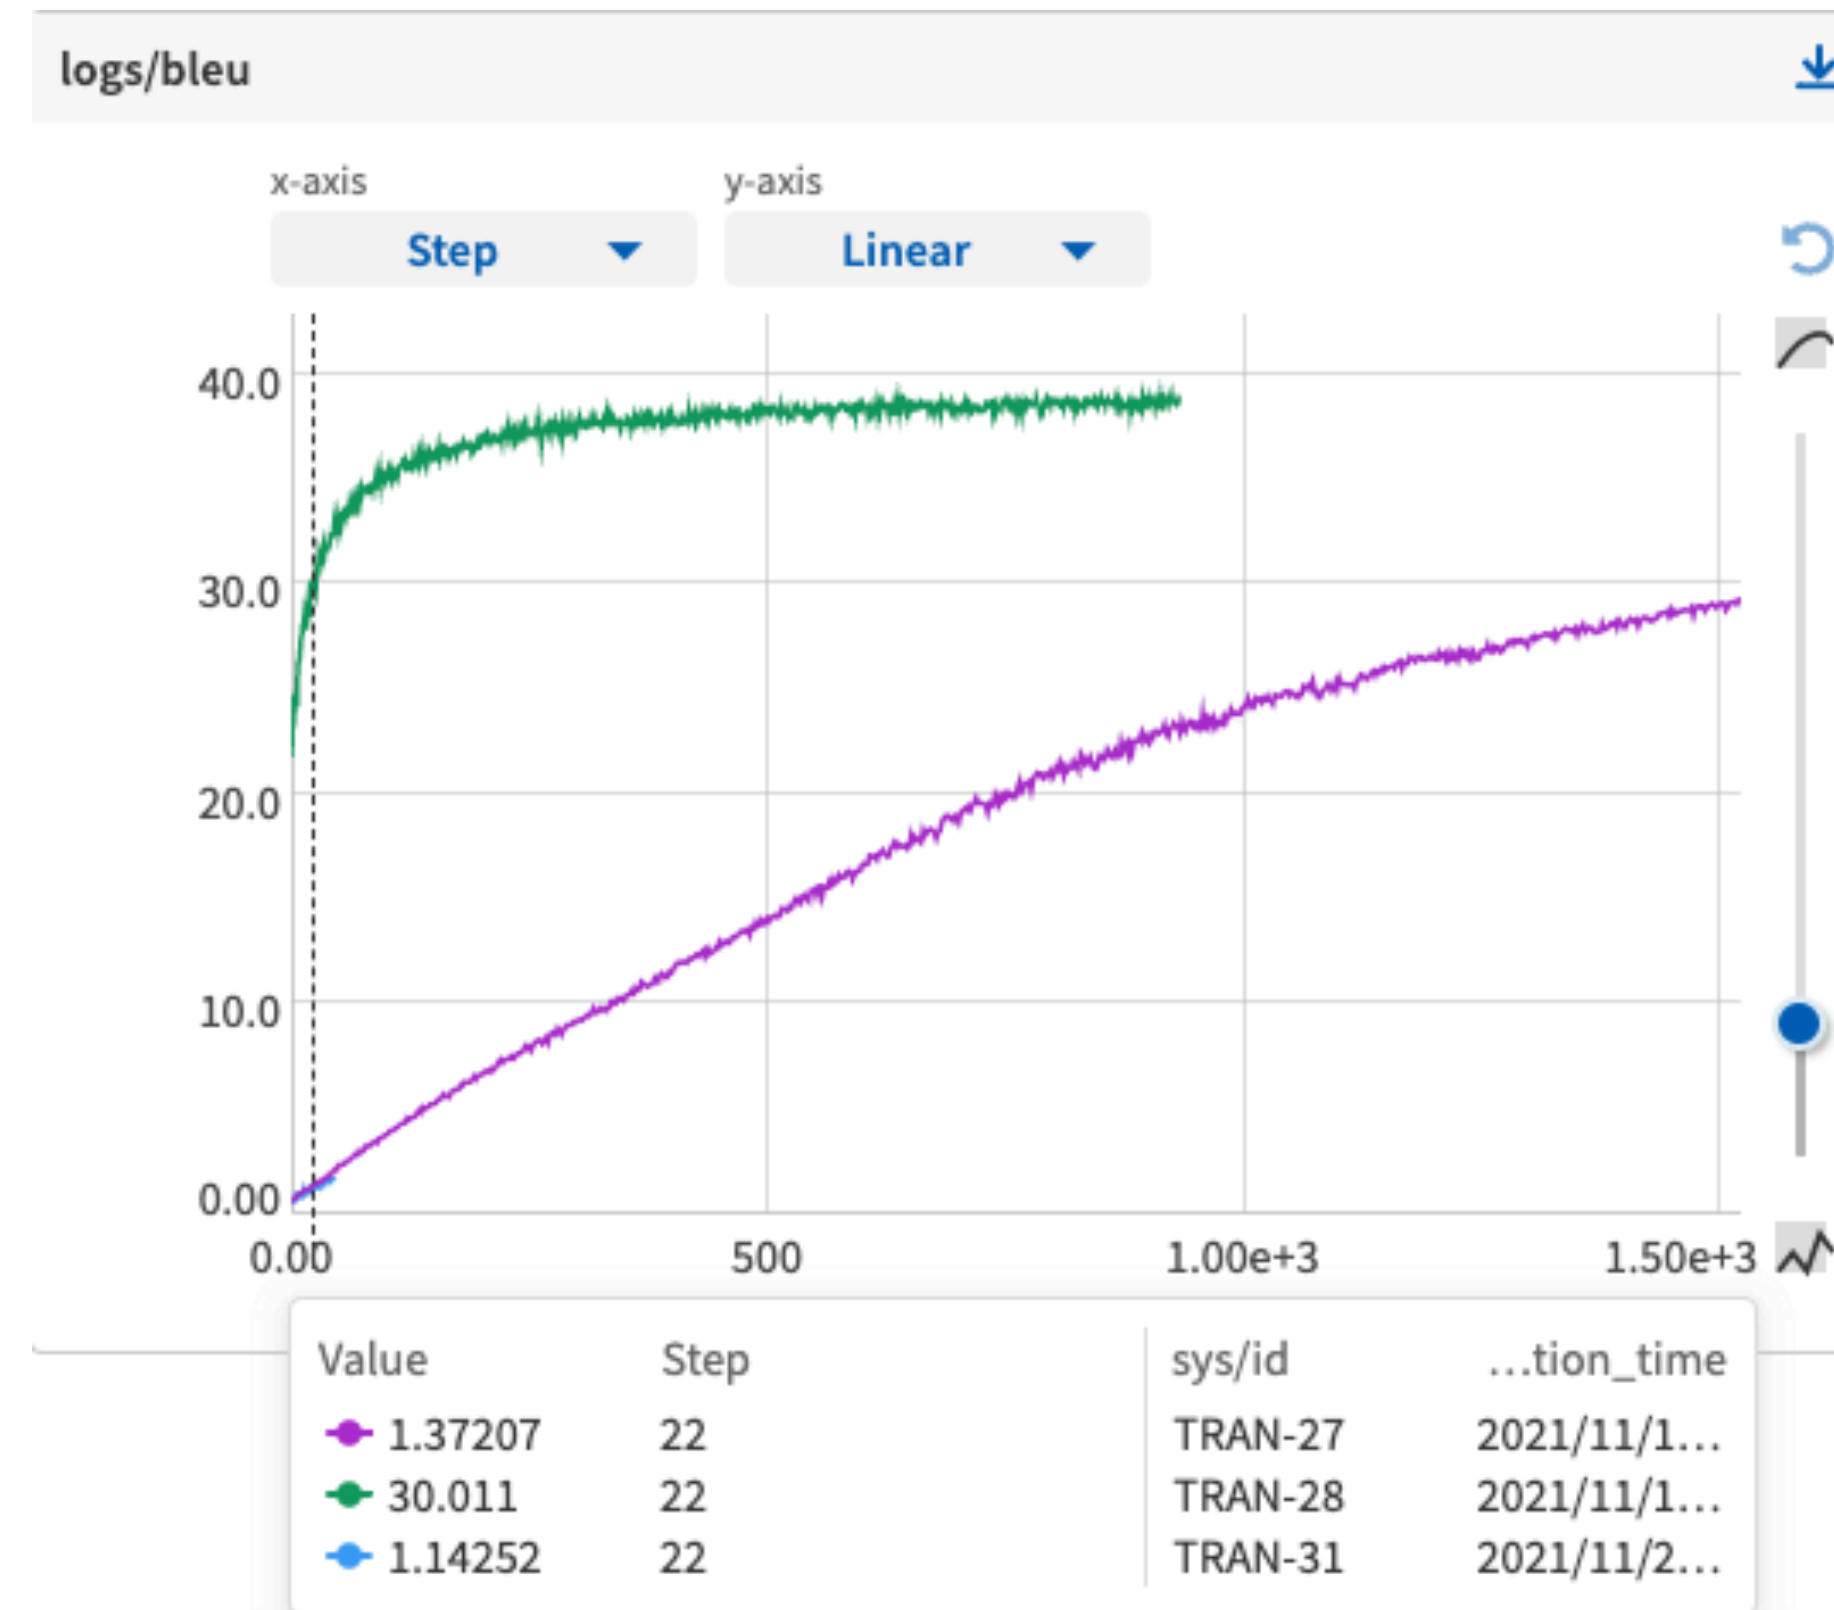 logs/bleu
x-axis y-axis
Step Linear
40.0
30.0
20.0
10.0
0.00
0.00 500 1.00e+3 1.50e+3
Value Step sys/id ...tion_time
1.37207 22 TRAN-27 2021/11/1...
30.011 22 TRAN-28 2021/11/1...
1.14252 22 TRAN-31 2021/11/2...